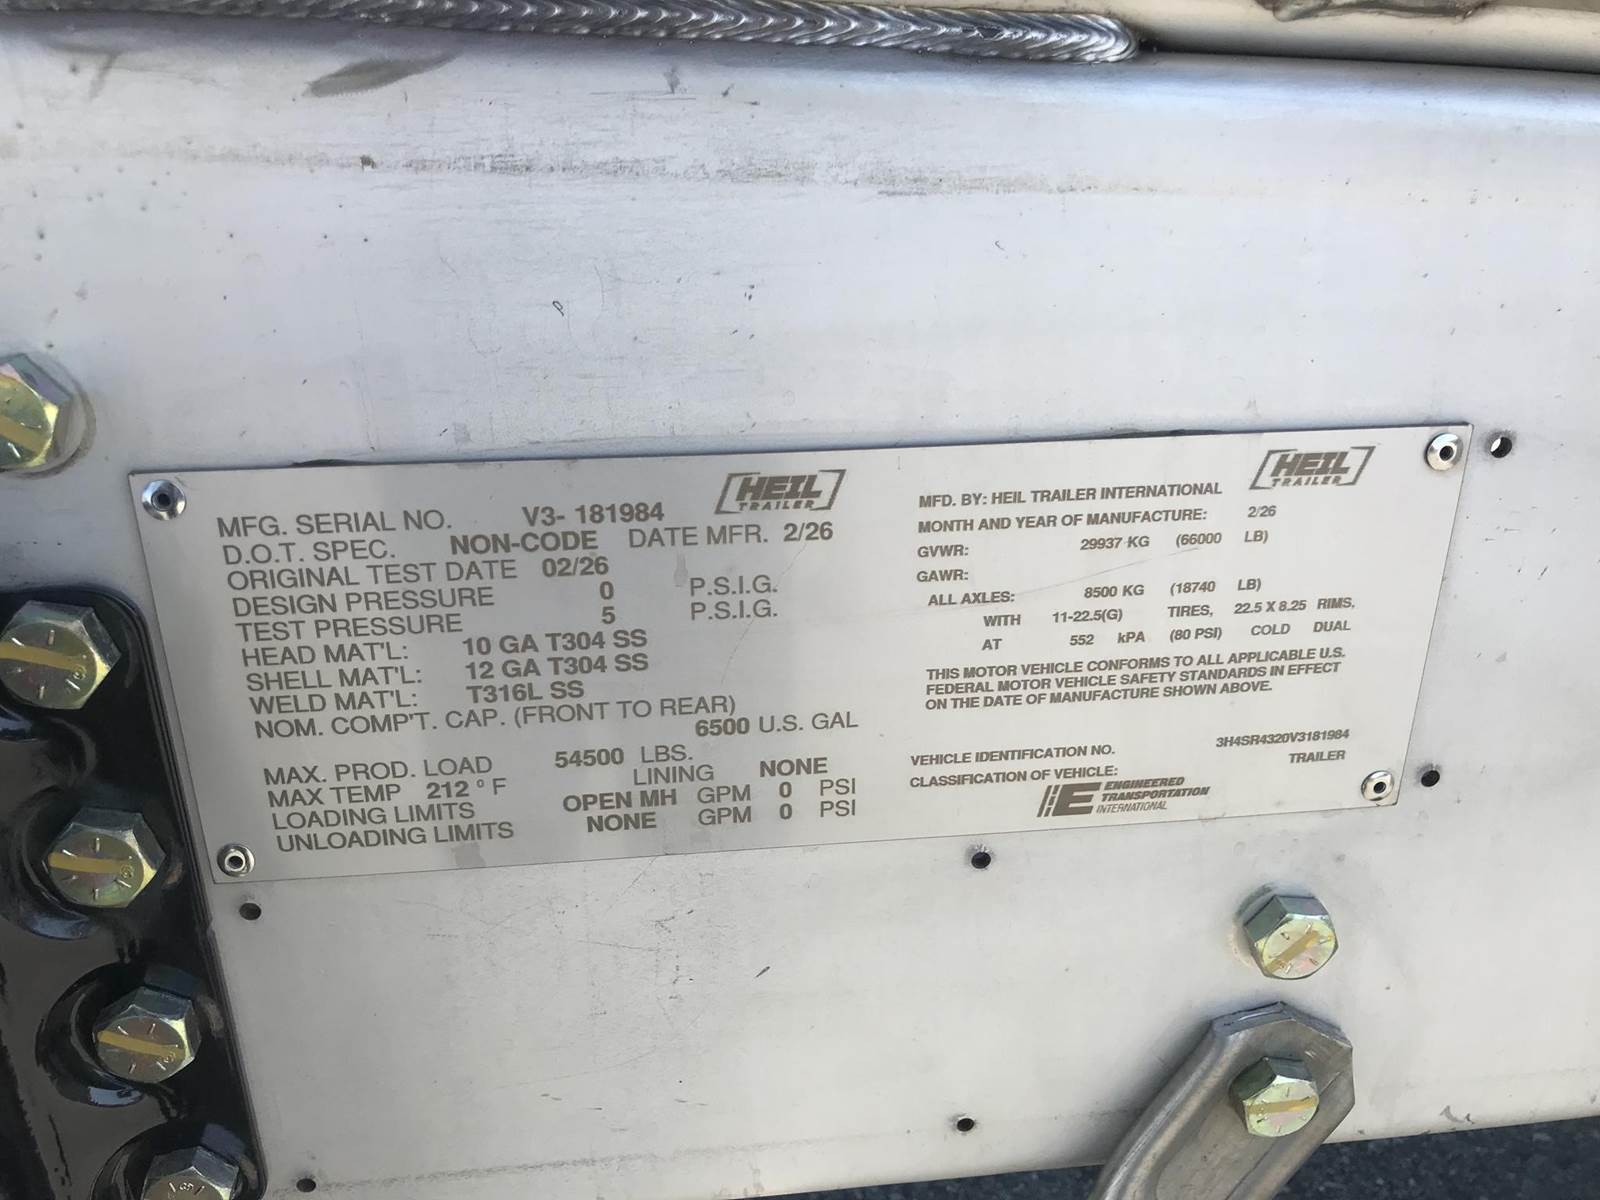 HEIL
TRAILER
MFG. SERIAL NO. V3- 181984
D.O.T. SPEC. NON-CODE DATE MFR. 2/26
ORIGINAL TEST DATE 02/26
DESIGN PRESSURE 0 P.S.I.G.
TEST PRESSURE 5 P.S.I.G.
HEAD MAT'L: 10 GA T304 SS
SHELL MAT'L: 12 GA T304 SS
WELD MAT'L: T316L SS
NOM. COMP'T. CAP. (FRONT TO REAR)
6500 U.S. GAL
MAX. PROD. LOAD 54500 LBS.
MAX TEMP 212 ° F LINING NONE
LOADING LIMITS OPEN MH GPM 0 PSI
UNLOADING LIMITS NONE GPM 0 PSI
HEIL
TRAILER
MFD. BY: HEIL TRAILER INTERNATIONAL
MONTH AND YEAR OF MANUFACTURE: 2/26
GVWR: 29937 KG (66000 LB)
GAWR:
ALL AXLES: 8500 KG (18740 LB)
WITH 11-22.5(G) TIRES, 22.5 X 8.25 RIMS,
AT 552 kPA (80 PSI) COLD DUAL
THIS MOTOR VEHICLE CONFORMS TO ALL APPLICABLE U.S.
FEDERAL MOTOR VEHICLE SAFETY STANDARDS IN EFFECT
ON THE DATE OF MANUFACTURE SHOWN ABOVE.
VEHICLE IDENTIFICATION NO. 3H4SR4320V3181984
CLASSIFICATION OF VEHICLE: TRAILER
E ENGINEERED
TRANSPORTATION
INTERNATIONAL